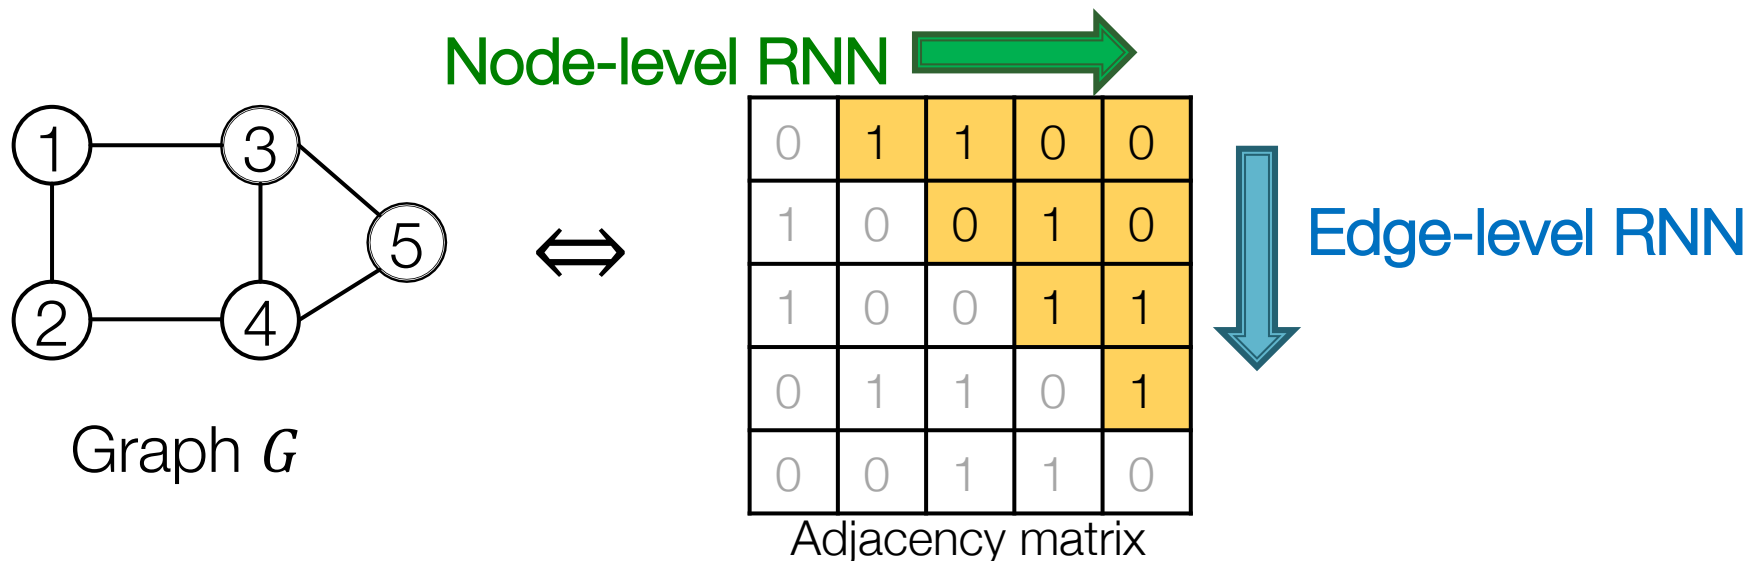 Node-level RNN
1 3
5
2 4
Graph G
⇔
0 1 1 0 0
1 0 0 1 0
1 0 0 1 1
0 1 1 0 1
0 0 1 1 0
Edge-level RNN
Adjacency matrix